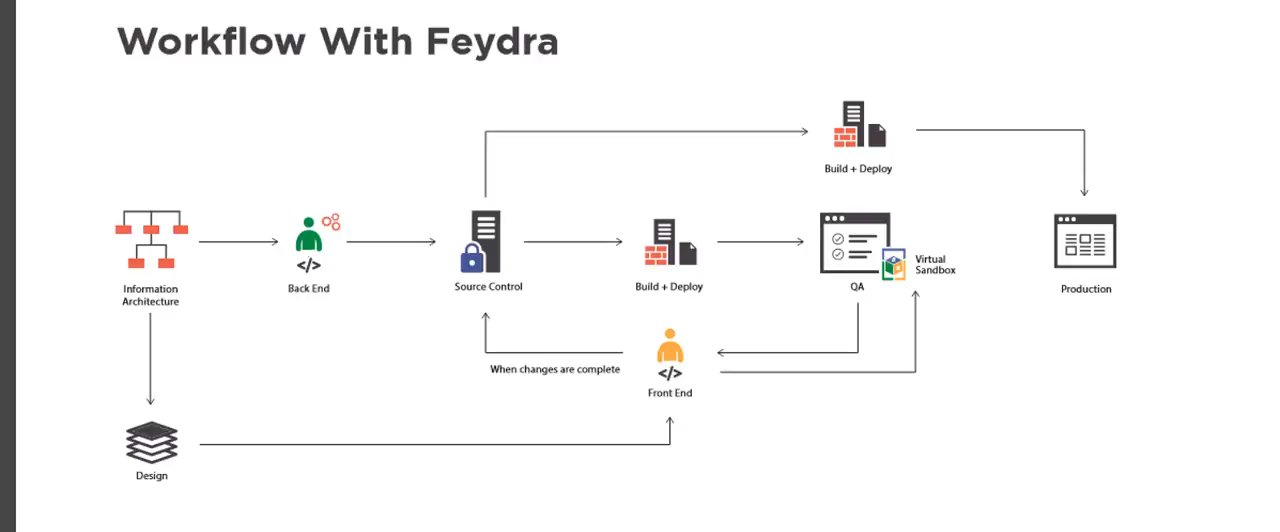 Workflow With Feydra
Build + Deploy
Information
Architecture
</>
Back End
Source Control
Build + Deploy
QA
Virtual
Sandbox
Production
When changes are complete
</>
Front End
Design